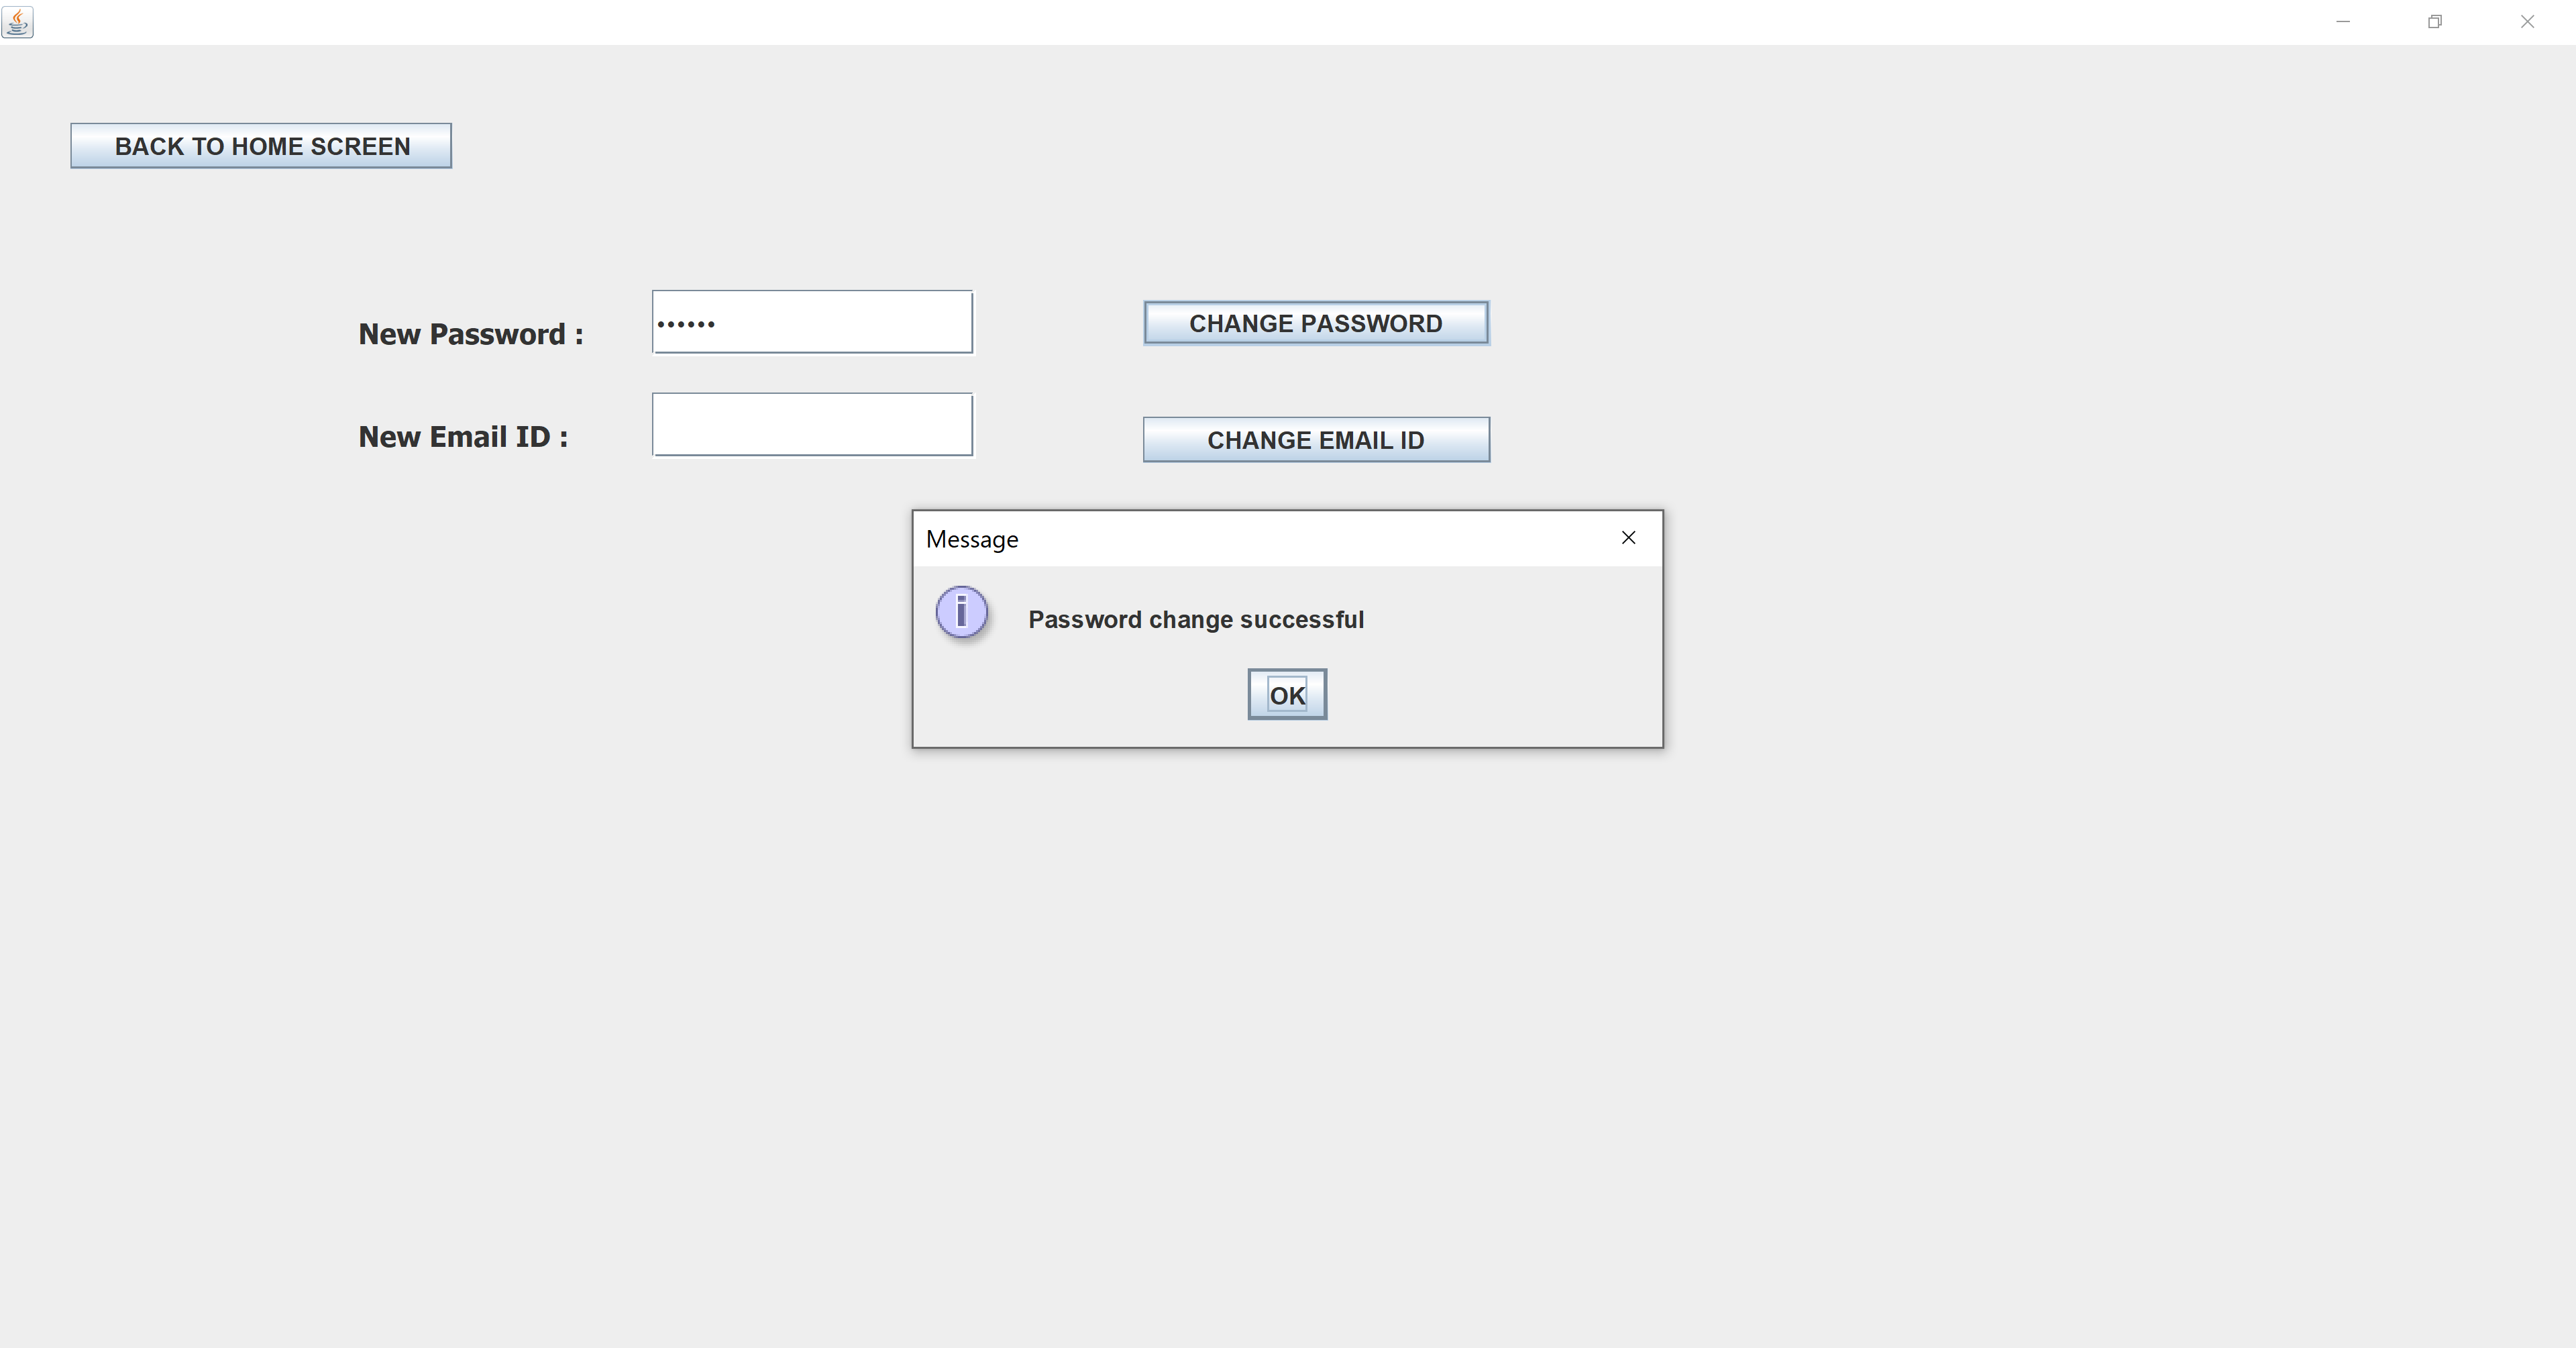 BACK TO HOME SCREEN
New Password :
••••••
CHANGE PASSWORD
New Email ID :
CHANGE EMAIL ID
Message
Password change successful
OK